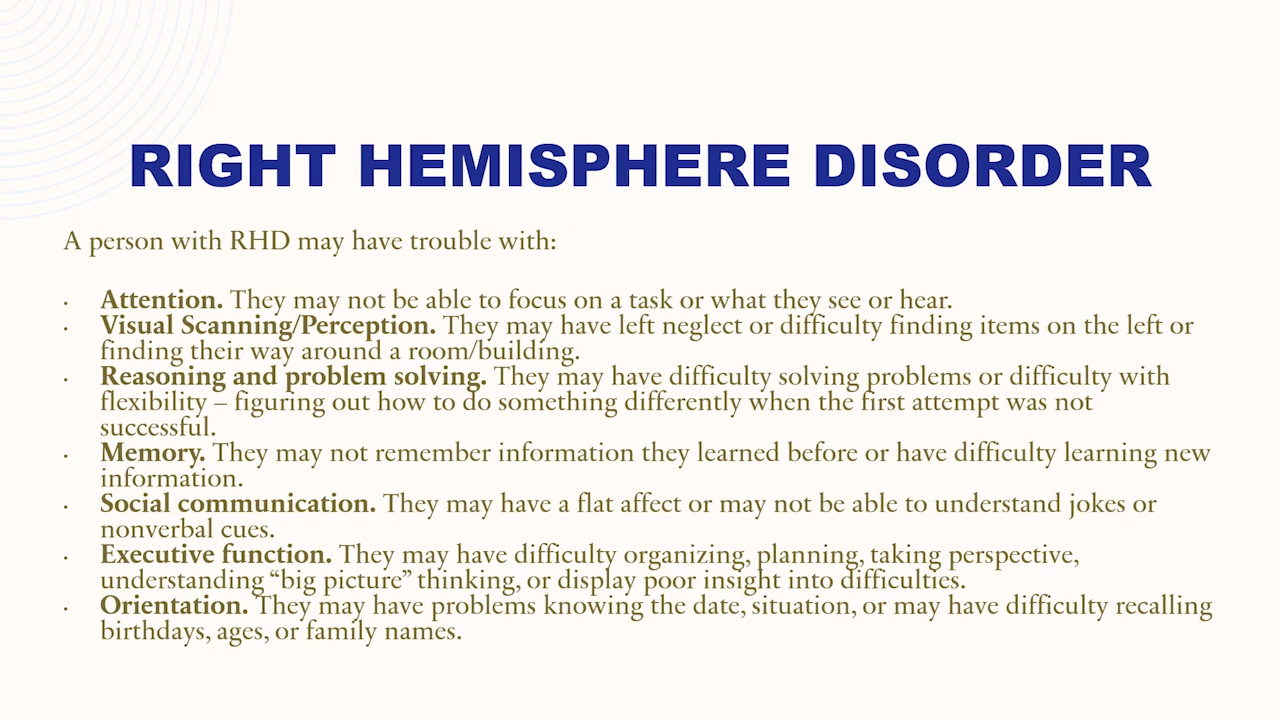 RIGHT HEMISPHERE DISORDER
A person with RHD may have trouble with:
· Attention. They may not be able to focus on a task or what they see or hear.
· Visual Scanning/Perception. They may have left neglect or difficulty finding items on the left or
finding their way around a room/building.
· Reasoning and problem solving. They may have difficulty solving problems or difficulty with
flexibility – figuring out how to do something differently when the first attempt was not
successful.
· Memory. They may not remember information they learned before or have difficulty learning new
information.
· Social communication. They may have a flat affect or may not be able to understand jokes or
nonverbal cues.
· Executive function. They may have difficulty organizing, planning, taking perspective,
understanding “big picture” thinking, or display poor insight into difficulties.
· Orientation. They may have problems knowing the date, situation, or may have difficulty recalling
birthdays, ages, or family names.